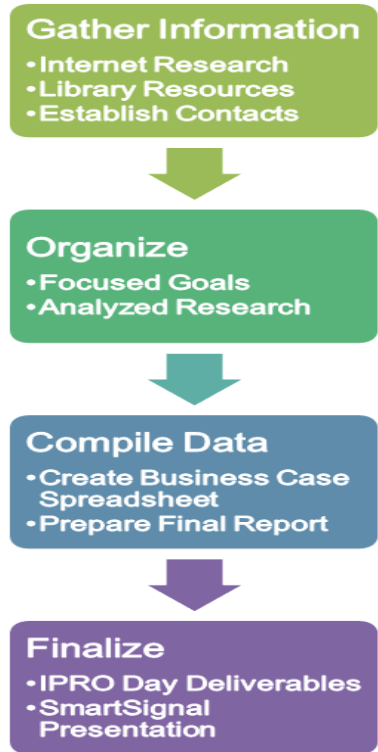 Gather Information
•Internet Research
•Library Resources
•Establish Contacts
Organize
•Focused Goals
•Analyzed Research
Compile Data
•Create Business Case
Spreadsheet
•Prepare Final Report
Finalize
•IPRO Day Deliverables
•SmartSignal
Presentation